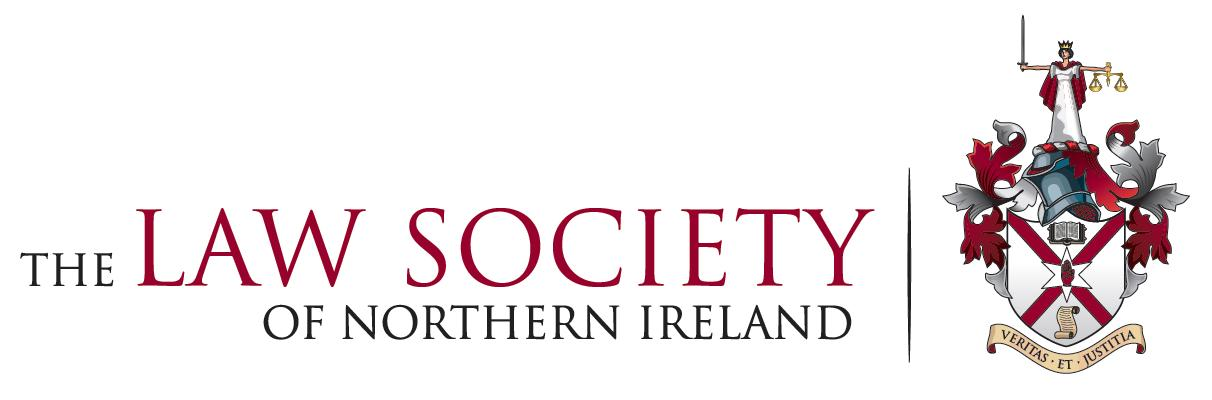 THE LAW SOCIETY
OF NORTHERN IRELAND
VERITAS · ET · JUSTITIA